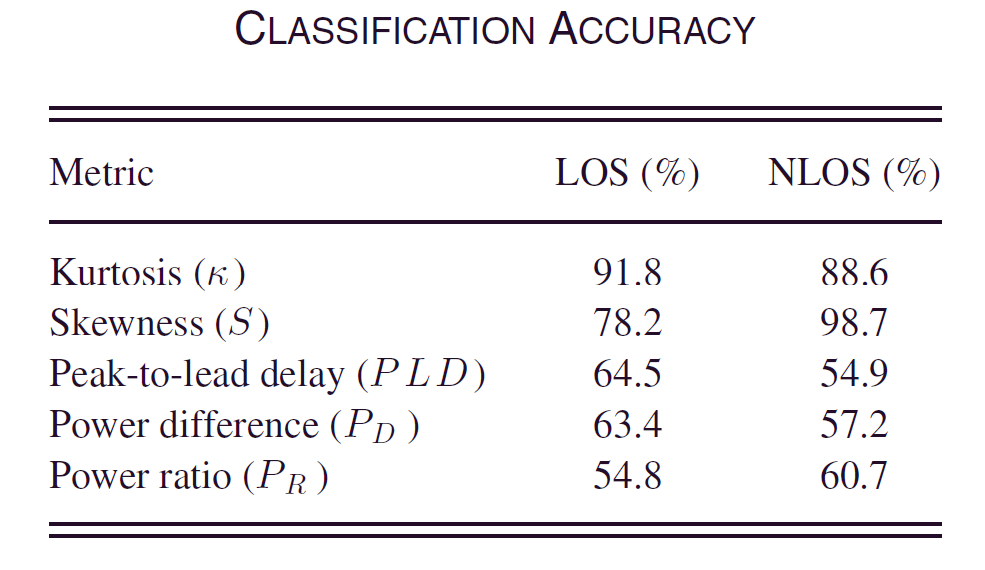 CLASSIFICATION ACCURACY
Metric LOS (%) NLOS (%)
Kurtosis (κ) 91.8 88.6
Skewness (S) 78.2 98.7
Peak-to-lead delay (PLD) 64.5 54.9
Power difference (P_D) 63.4 57.2
Power ratio (P_R) 54.8 60.7